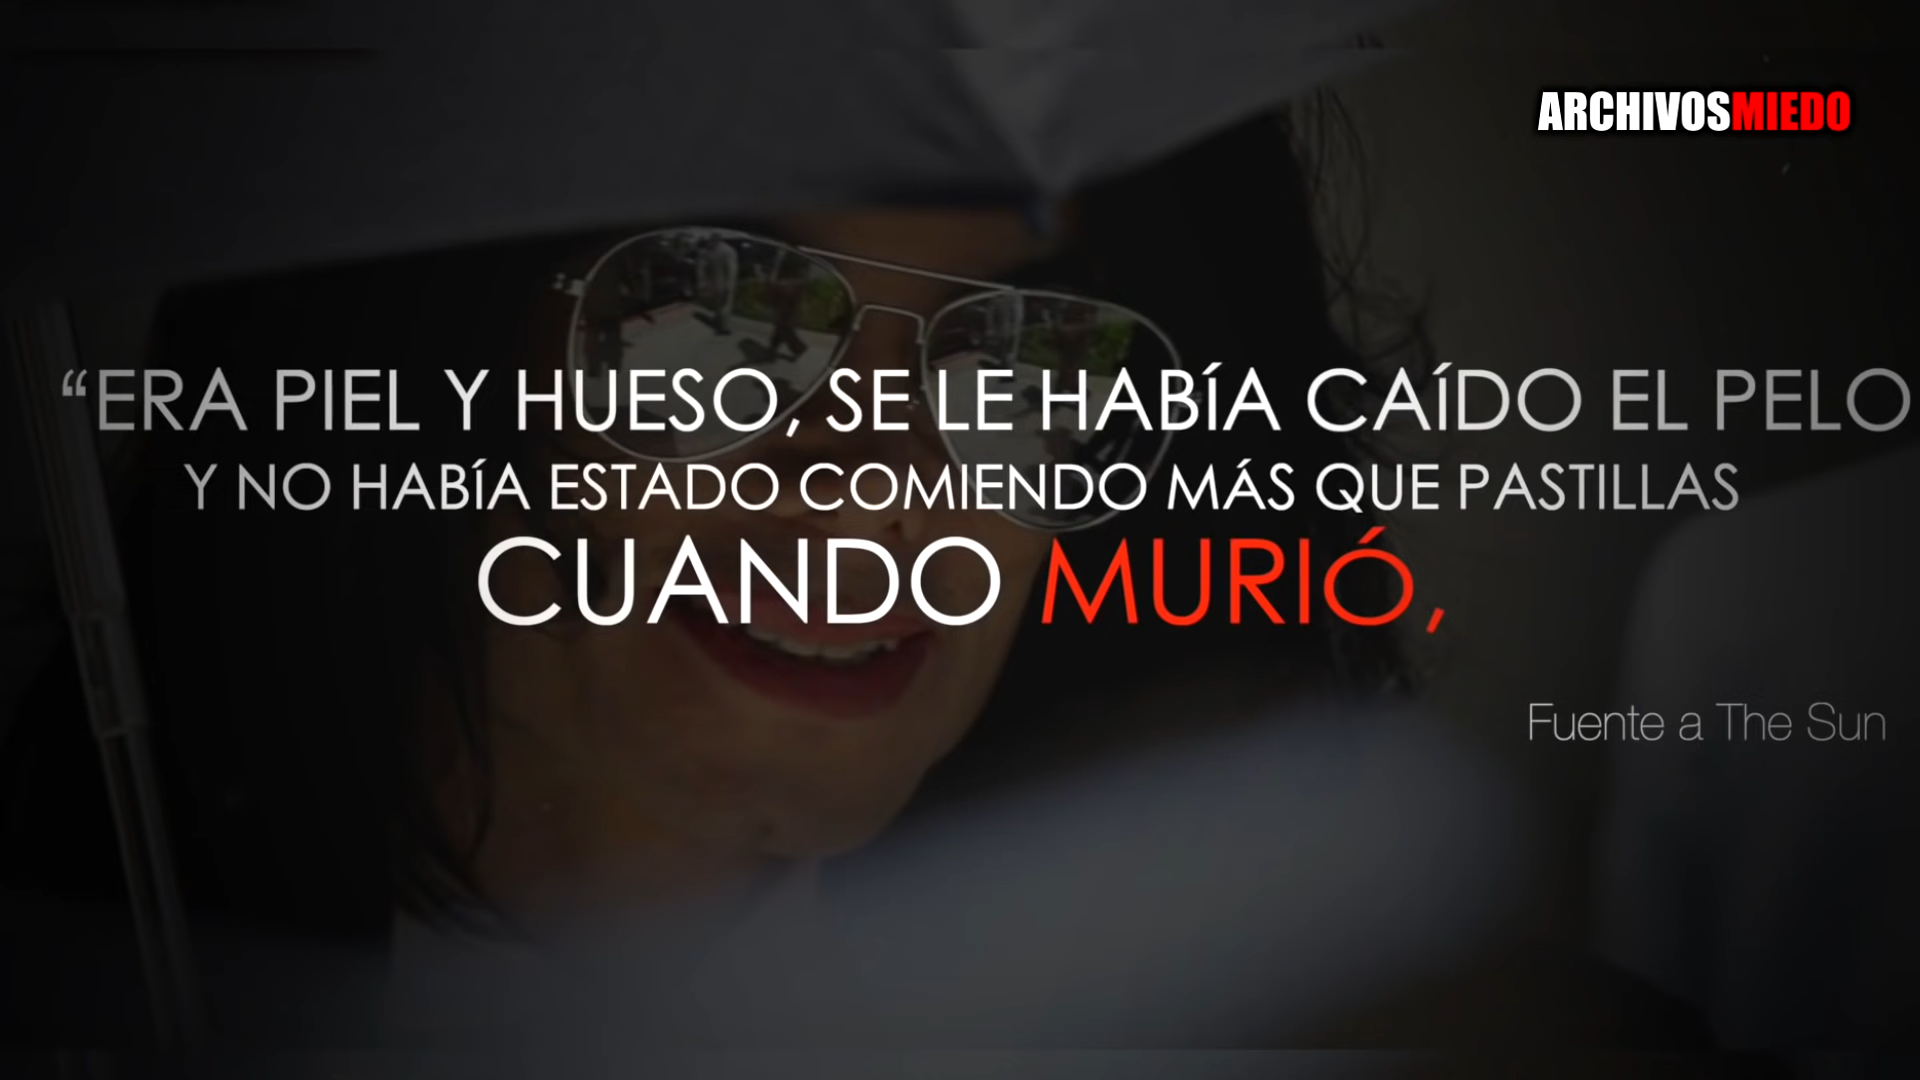 ARCHIVOSMIEDO
“ERA PIEL Y HUESO, SE LE HABÍA CAÍDO EL PELO
Y NO HABÍA ESTADO COMIENDO MÁS QUE PASTILLAS
CUANDO MURIÓ,
Fuente a The Sun